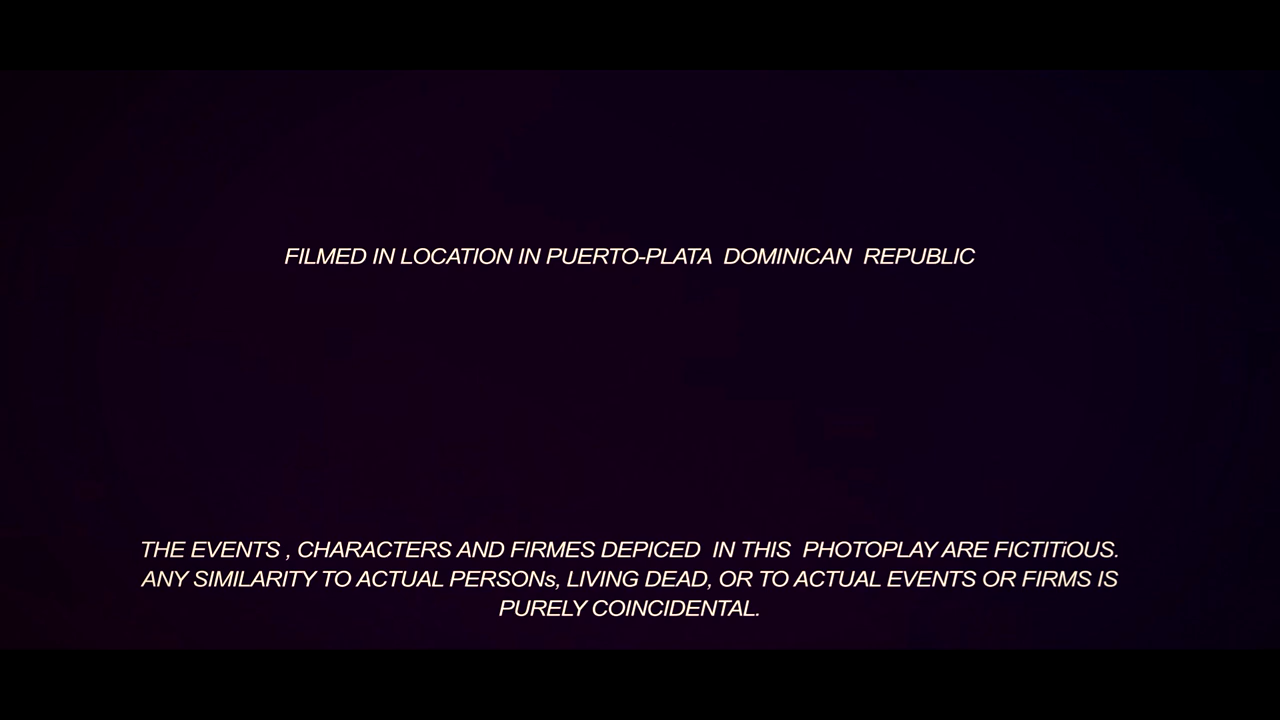 FILMED IN LOCATION IN PUERTO-PLATA DOMINICAN REPUBLIC
THE EVENTS , CHARACTERS AND FIRMES DEPICED IN THIS PHOTOPLAY ARE FICTITiOUS.
ANY SIMILARITY TO ACTUAL PERSONs, LIVING DEAD, OR TO ACTUAL EVENTS OR FIRMS IS
PURELY COINCIDENTAL.